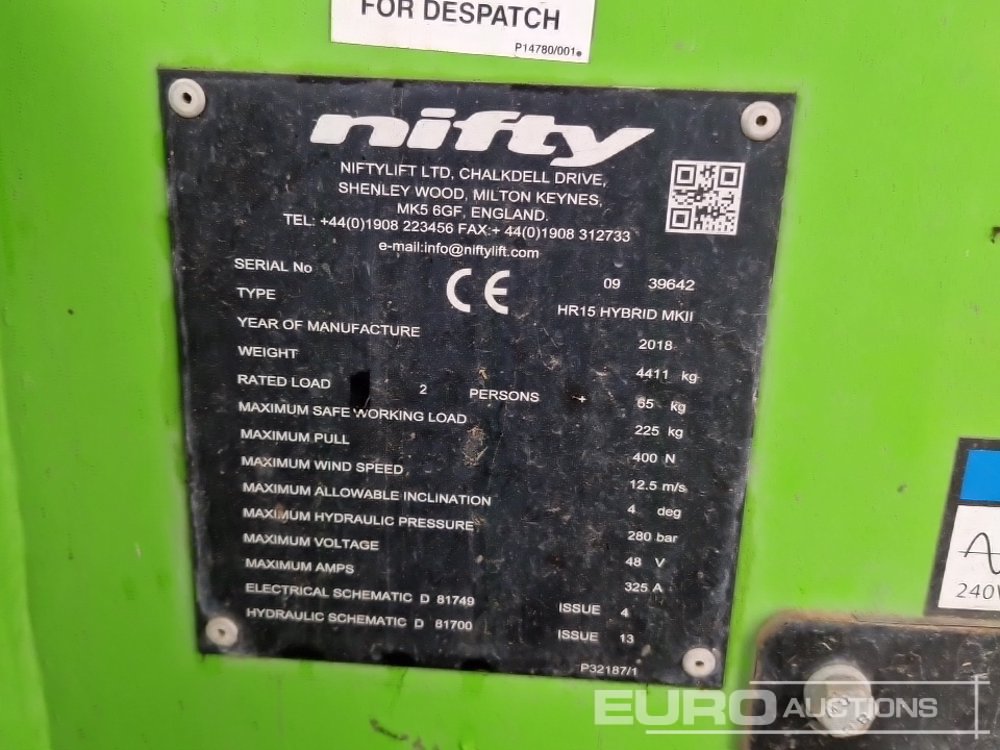 FOR DESPATCH
P14780/001
nifty
NIFTYLIFT LTD, CHALKDELL DRIVE,
SHENLEY WOOD, MILTON KEYNES,
MK5 6GF, ENGLAND.
TEL: +44(0)1908 223456 FAX:+ 44(0)1908 312733
e-mail:info@niftylift.com
CE
SERIAL No 09 39642
TYPE HR15 HYBRID MKII
YEAR OF MANUFACTURE 2018
WEIGHT 4411 kg
RATED LOAD 2 PERSONS + 65 kg
MAXIMUM SAFE WORKING LOAD 225 kg
MAXIMUM PULL 400 N
MAXIMUM WIND SPEED 12.5 m/s
MAXIMUM ALLOWABLE INCLINATION 4 deg
MAXIMUM HYDRAULIC PRESSURE 280 bar
MAXIMUM VOLTAGE 48 V
MAXIMUM AMPS 325 A
ELECTRICAL SCHEMATIC D 81749 ISSUE 4
HYDRAULIC SCHEMATIC D 81700 ISSUE 13
P32187/1
240V
EURO AUCTIONS